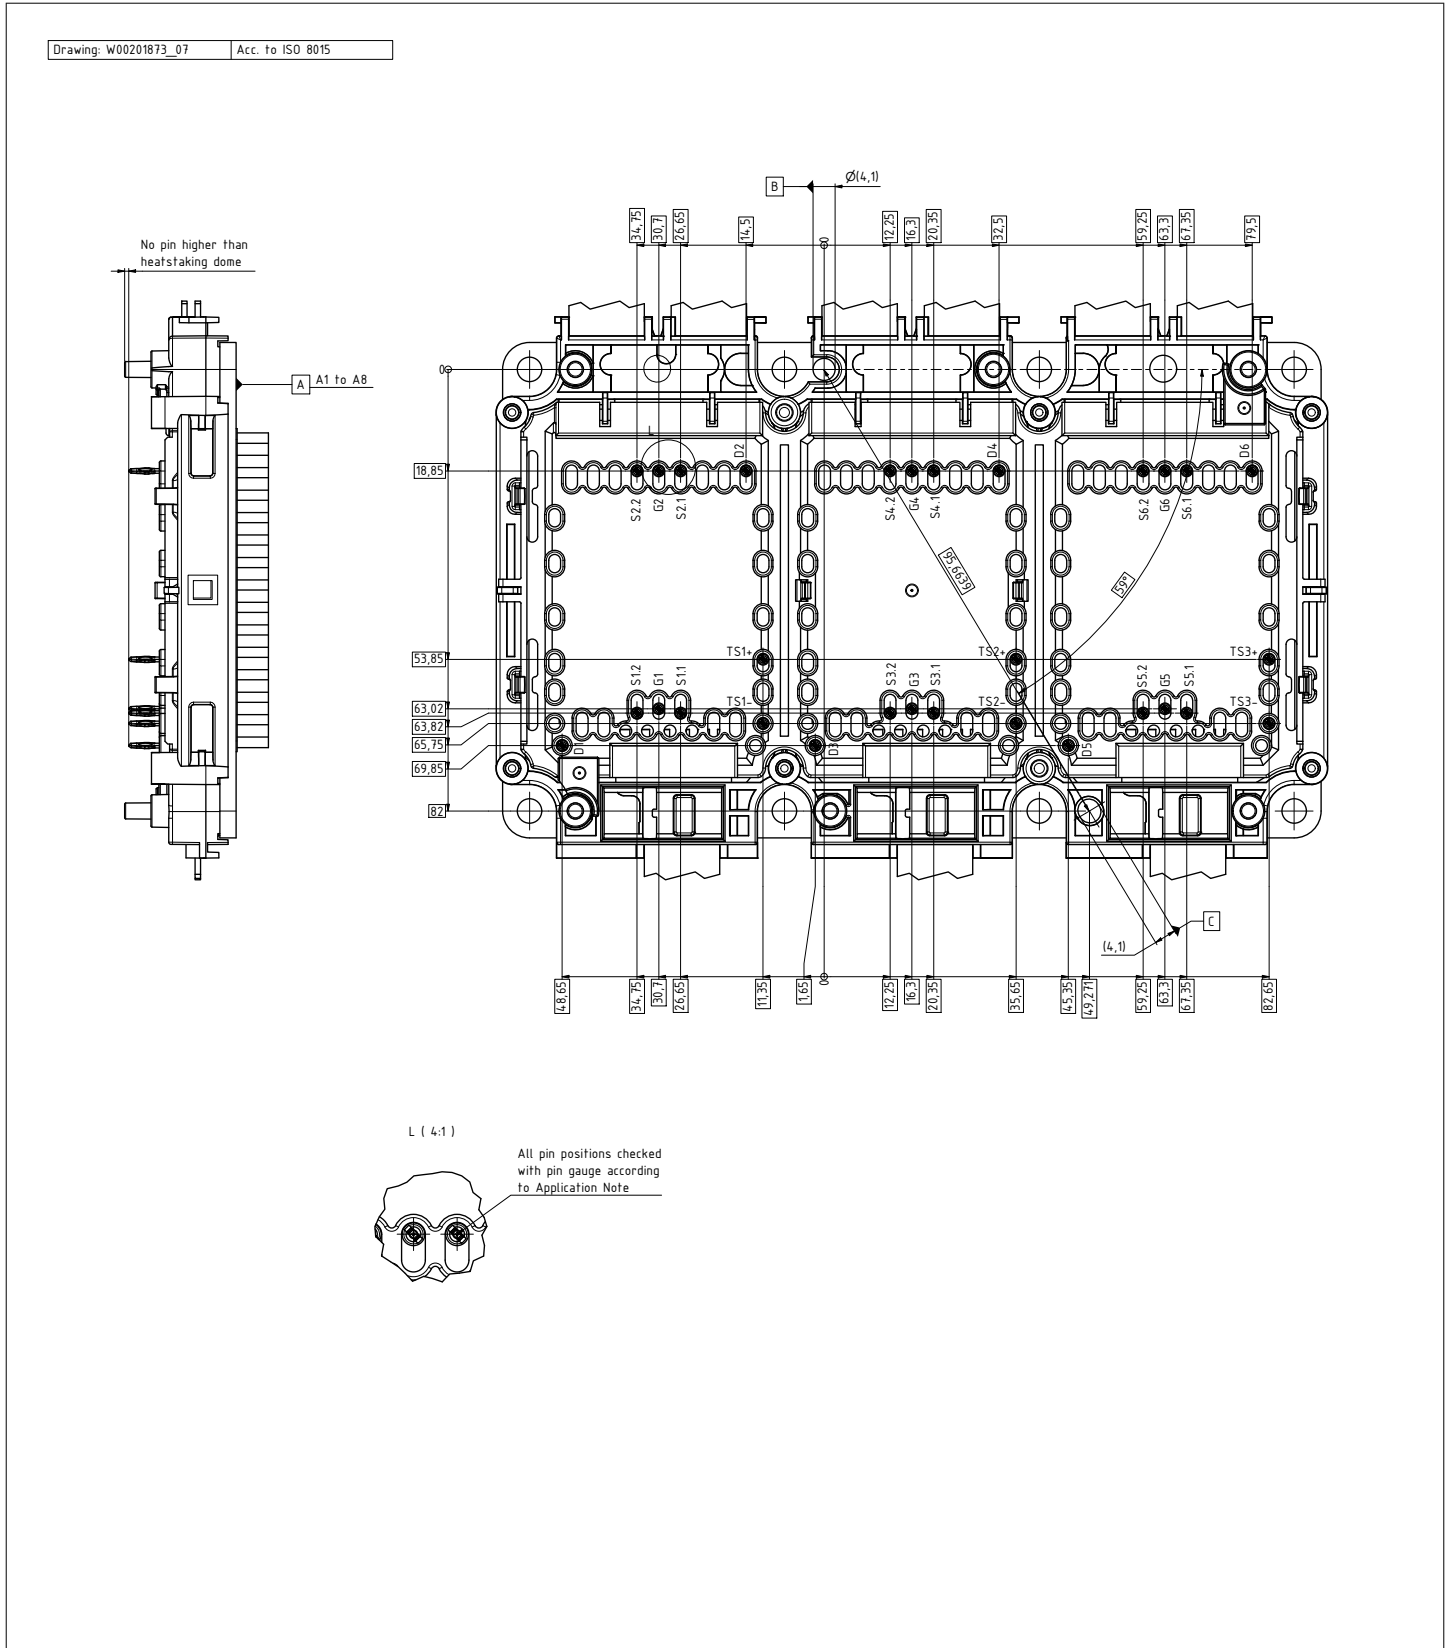 Drawing: W00201873_07 Acc. to ISO 8015
B
Ø(4,1)
34,75 30,7 26,65 14,5 0 12,25 16,3 20,35 32,5 59,25 63,3 67,35 79,5
No pin higher than
heatstaking dome
0
A A1 to A8
L
D2 D4 D6
18,85
S2.2 G2 S2.1 S4.2 G4 S4.1 S6.2 G6 S6.1
95,6639
59°
TS1+ TS2+ TS3+
53,85
S1.2 G1 S1.1 S3.2 G3 S3.1 S5.2 G5 S5.1
TS1- TS2- TS3-
63,02
63,82
65,75
D1 D3 D5
69,85
82
C
(4,1)
48,65 34,75 30,7 26,65 11,35 1,65 0 12,25 16,3 20,35 35,65 45,35 49,271 59,25 63,3 67,35 82,65
L ( 4:1 )
All pin positions checked
with pin gauge according
to Application Note